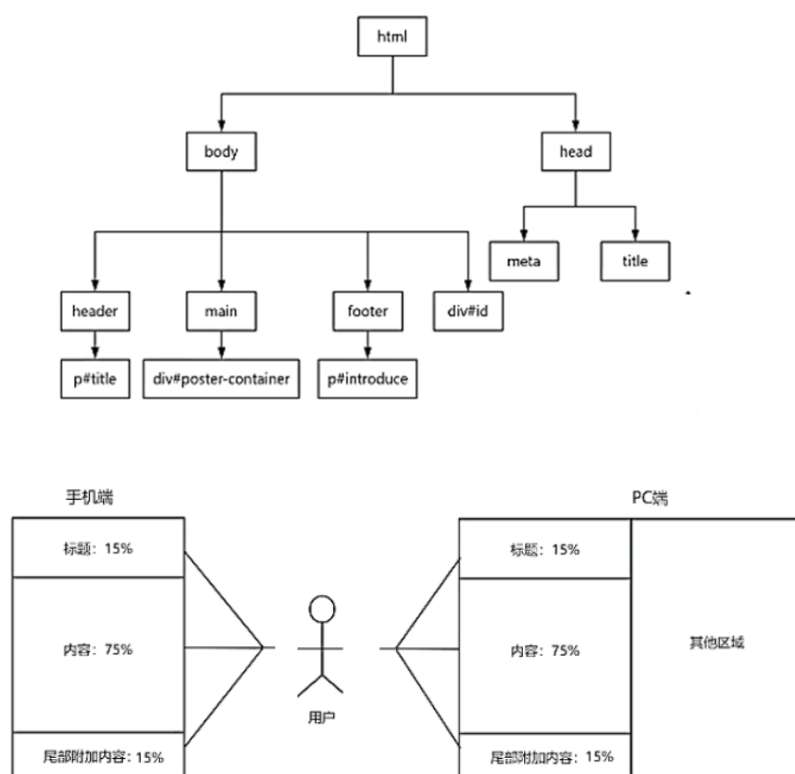 html
body
head
meta
title
header
main
footer
div#id
p#title
div#poster-container
p#introduce
手机端
PC端
标题：15%
标题：15%
内容：75%
内容：75%
其他区域
用户
尾部附加内容：15%
尾部附加内容：15%